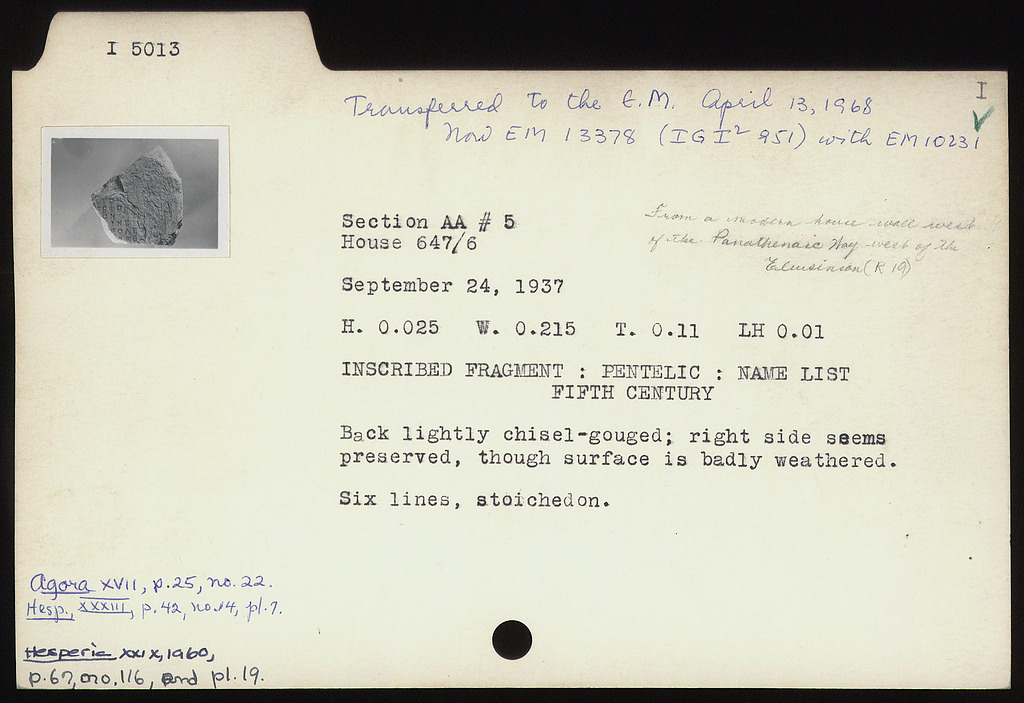 I 5013
I
Transferred to the E.M. April 13, 1968
Now EM 13378 (IG I² 951) with EM 10231
Section AA # 5
House 647/6
From a modern house wall west
of the Panathenaic Way west of the
Eleusinion (R 19)
September 24, 1937
H. 0.025 W. 0.215 T. 0.11 LH 0.01
INSCRIBED FRAGMENT : PENTELIC : NAME LIST
FIFTH CENTURY
Back lightly chisel-gouged; right side seems
preserved, though surface is badly weathered.
Six lines, stoichedon.
Agora XVII, p.25, no. 22.
Hesp., XXXIII, p. 42, no.14, pl.7.
Hesperia XXIX, 1960,
p.67, no. 116, and pl. 19.